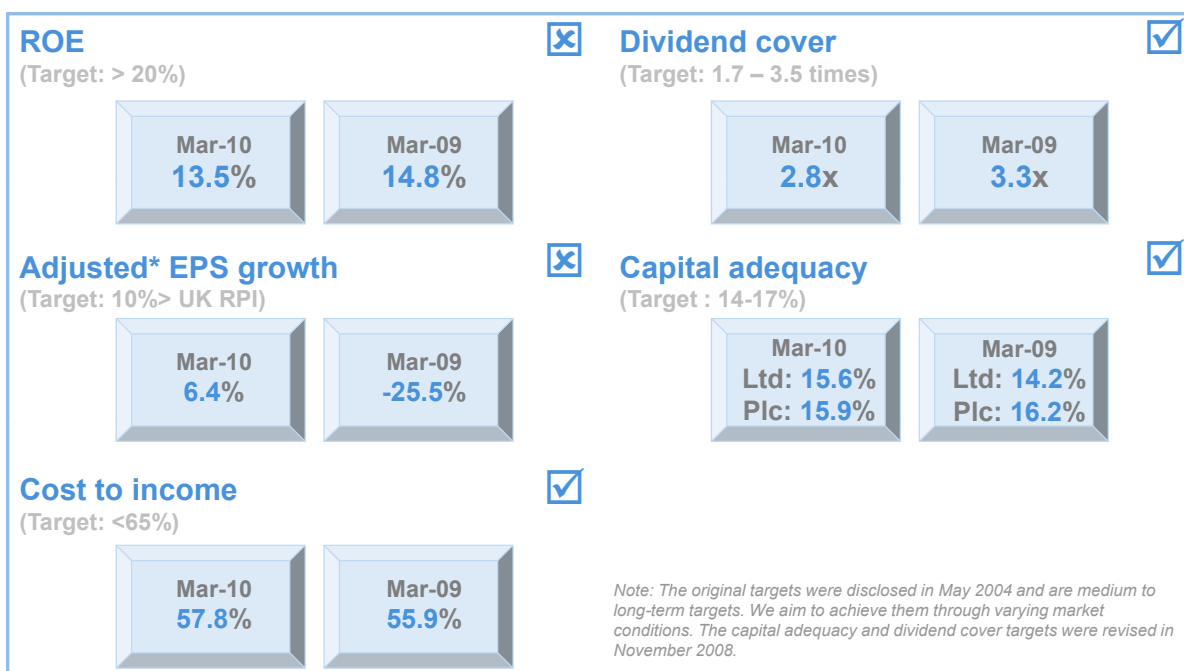 ROE
(Target: > 20%)
Mar-10
13.5%
Mar-09
14.8%
Dividend cover
(Target: 1.7 – 3.5 times)
Mar-10
2.8x
Mar-09
3.3x
Adjusted* EPS growth
(Target: 10%> UK RPI)
Mar-10
6.4%
Mar-09
-25.5%
Capital adequacy
(Target : 14-17%)
Mar-10
Ltd: 15.6%
Plc: 15.9%
Mar-09
Ltd: 14.2%
Plc: 16.2%
Cost to income
(Target: <65%)
Mar-10
57.8%
Mar-09
55.9%
Note: The original targets were disclosed in May 2004 and are medium to
long-term targets. We aim to achieve them through varying market
conditions. The capital adequacy and dividend cover targets were revised in
November 2008.